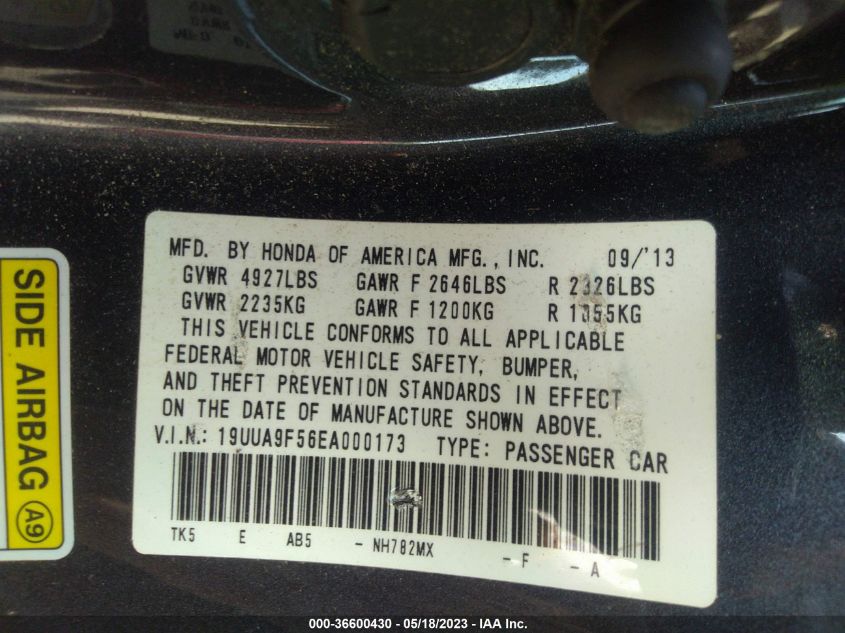 MFD. BY HONDA OF AMERICA MFG., INC. 09/'13
GVWR 4927LBS GAWR F 2646LBS R 2326LBS
GVWR 2235KG GAWR F 1200KG R 1055KG
THIS VEHICLE CONFORMS TO ALL APPLICABLE
FEDERAL MOTOR VEHICLE SAFETY, BUMPER,
AND THEFT PREVENTION STANDARDS IN EFFECT
ON THE DATE OF MANUFACTURE SHOWN ABOVE.
V.I.N.: 19UUA9F56EA000173 TYPE: PASSENGER CAR
TK5 E AB5 - NH782MX - F - A
SIDE AIRBAG A9
000-36600430 - 05/18/2023 - IAA Inc.